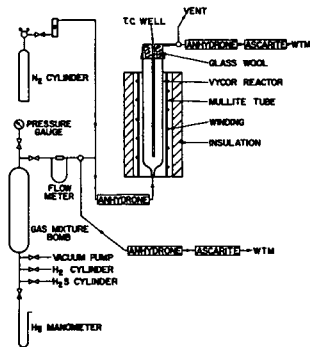 VENT
T.C. WELL
ANHYDRONE ASCARITE WTM
GLASS WOOL
VYCOR REACTOR
MULLITE TUBE
WINDING
INSULATION
N₂ CYLINDER
PRESSURE
GAUGE
FLOW
METER
ANHYDRONE
GAS MIXTURE
BOMB
ANHYDRONE ASCARITE WTM
VACUUM PUMP
H₂ CYLINDER
H₂S CYLINDER
Hg MANOMETER